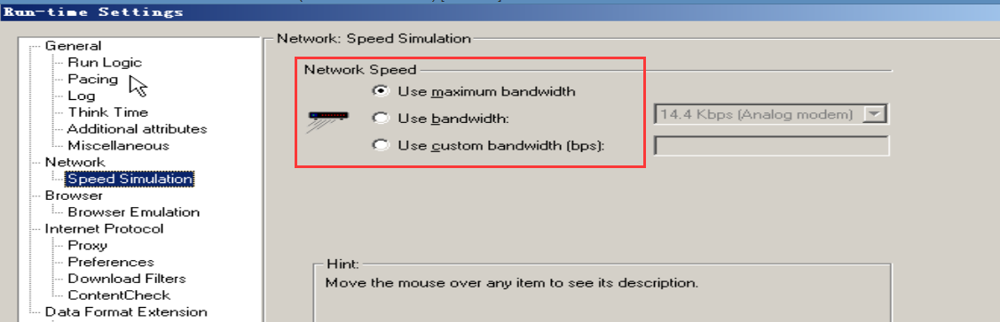 Run-time Settings
General
Run Logic
Pacing
Log
Think Time
Additional attributes
Miscellaneous
Network
Speed Simulation
Browser
Browser Emulation
Internet Protocol
Proxy
Preferences
Download Filters
ContentCheck
Data Format Extension
Network: Speed Simulation
Network Speed
Use maximum bandwidth
Use bandwidth: 14.4 Kbps (Analog modem)
Use custom bandwidth (bps):
Hint:
Move the mouse over any item to see its description.